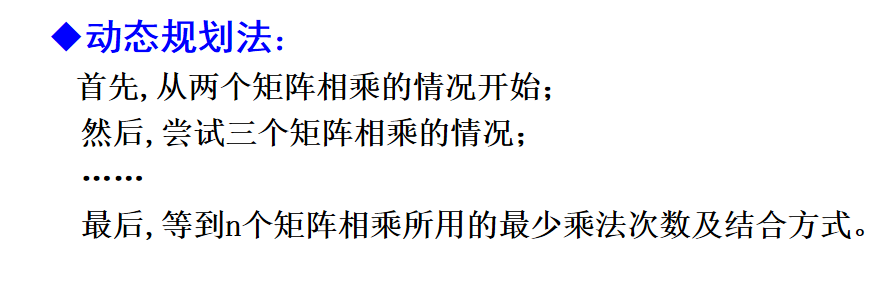 ◆动态规划法:
首先,从两个矩阵相乘的情况开始;
然后,尝试三个矩阵相乘的情况;
……
最后,等到n个矩阵相乘所用的最少乘法次数及结合方式。